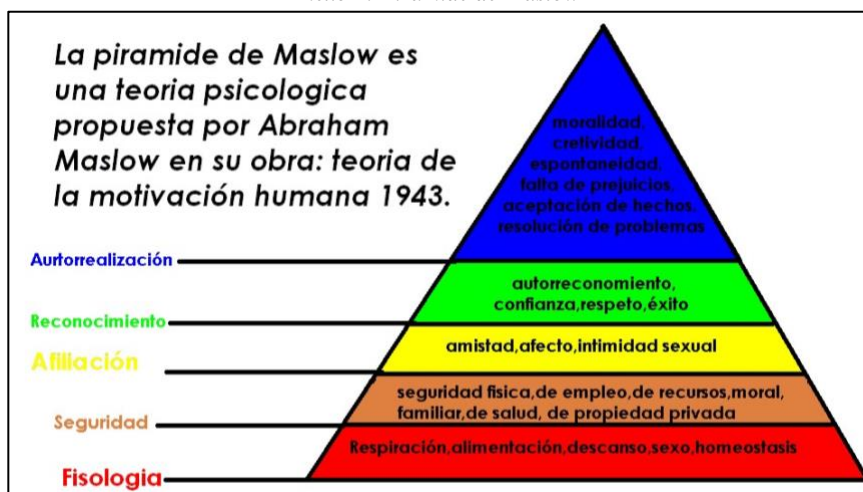 La piramide de Maslow es
una teoria psicologica
propuesta por Abraham
Maslow en su obra: teoria de
la motivación humana 1943.
moralidad,
cretividad,
espontaneidad,
falta de prejuicios,
aceptación de hechos,
resolución de problemas
Aurtorrealización
autorreconomiento,
confianza,respeto,éxito
Reconocimiento
amistad,afecto,intimidad sexual
Afiliación
seguridad fisica,de empleo,de recursos,moral,
familiar,de salud, de propiedad privada
Seguridad
Respiración,alimentación,descanso,sexo,homeostasis
Fisologia